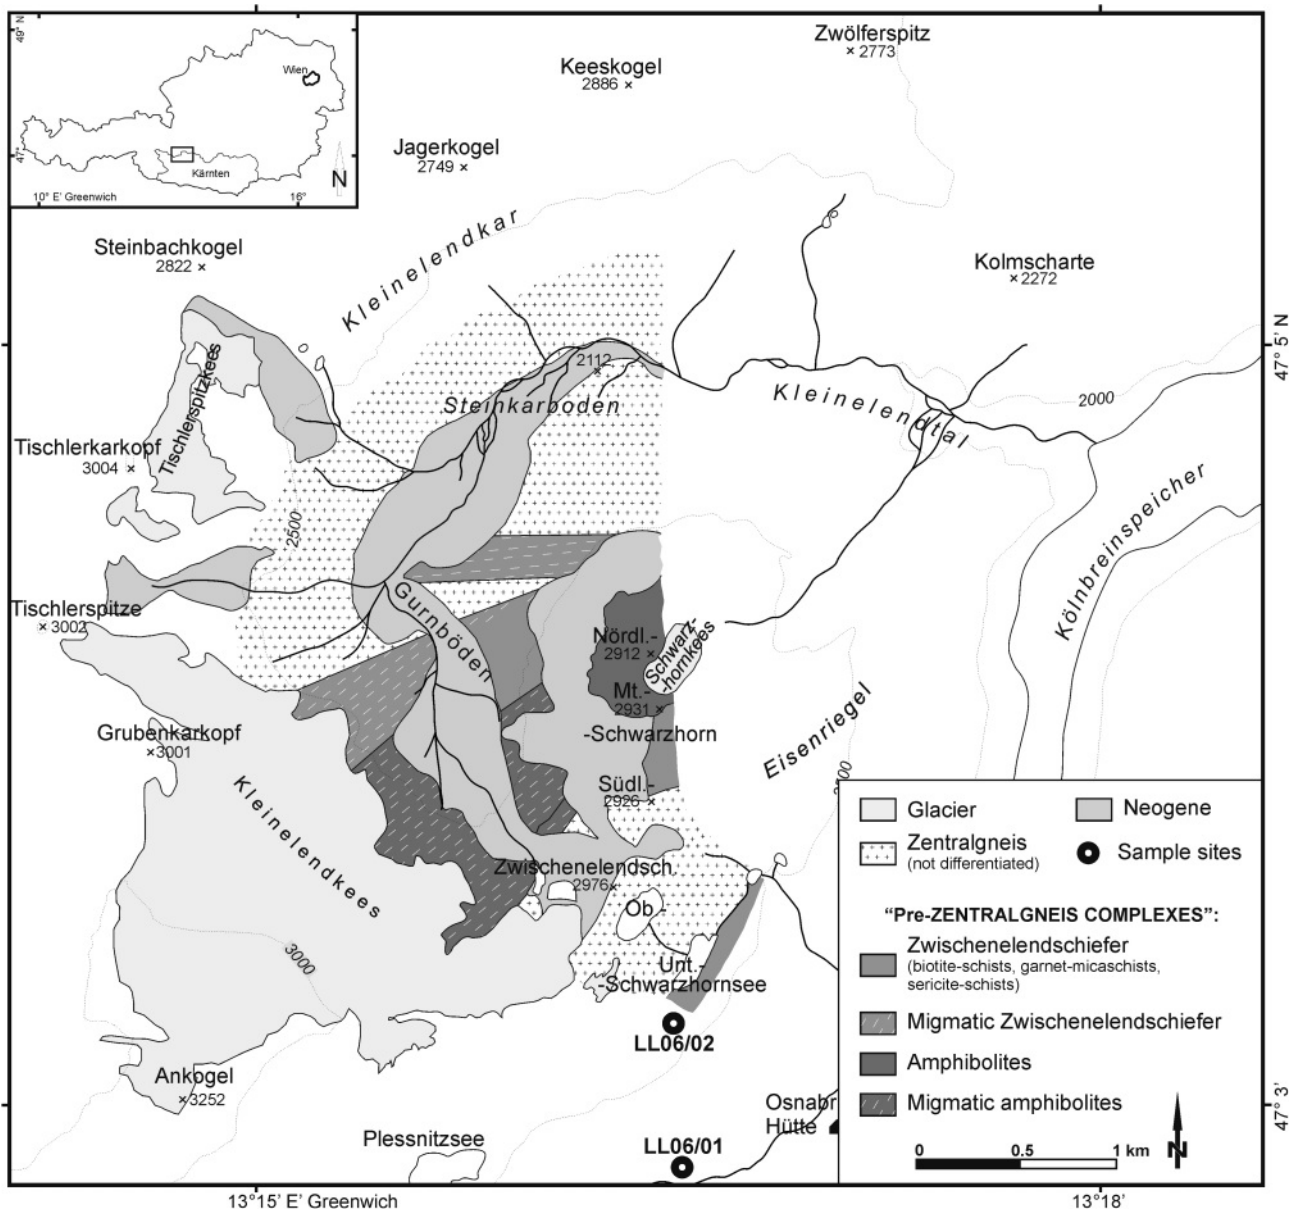 49° N
Wien
47°
Kärnten
N
10° E' Greenwich
16°
Zwölferspitz
×2773
Keeskogel
2886 ×
Jagerkogel
2749 ×
Steinbachkogel
2822 ×
Kleinelendkar
Kolmscharte
×2272
47° 5' N
2112
×
Steinkarboden
Kleinelendtal
2000
Tischlerspitzkees
Tischlerkarkopf
3004 ×
2500
Kölnbreinspeicher
Tischlerspitze
×3002
Gurnböden
Nördl.-
2912 ×
Schwarz-
-hornkees
Mt.-
2931 ×
-Schwarzhorn
Grubenkarkopf
×3001
Eisenriegel
Südl.-
2926 ×
Kleinelendkees
Zwischenelendsch.
2976×
Ob.-
3000
Unt.-
-Schwarzhornsee
LL06/02
Ankogel
×3252
Osnabr
Hütte
Plessnitzsee
LL06/01
Glacier
Neogene
Zentralgneis
(not differentiated)
Sample sites
“Pre-ZENTRALGNEIS COMPLEXES”:
Zwischenelendschiefer
(biotite-schists, garnet-micaschists,
sericite-schists)
Migmatic Zwischenelendschiefer
Amphibolites
Migmatic amphibolites
0 0.5 1 km
N
47° 3'
13°15' E' Greenwich
13°18'